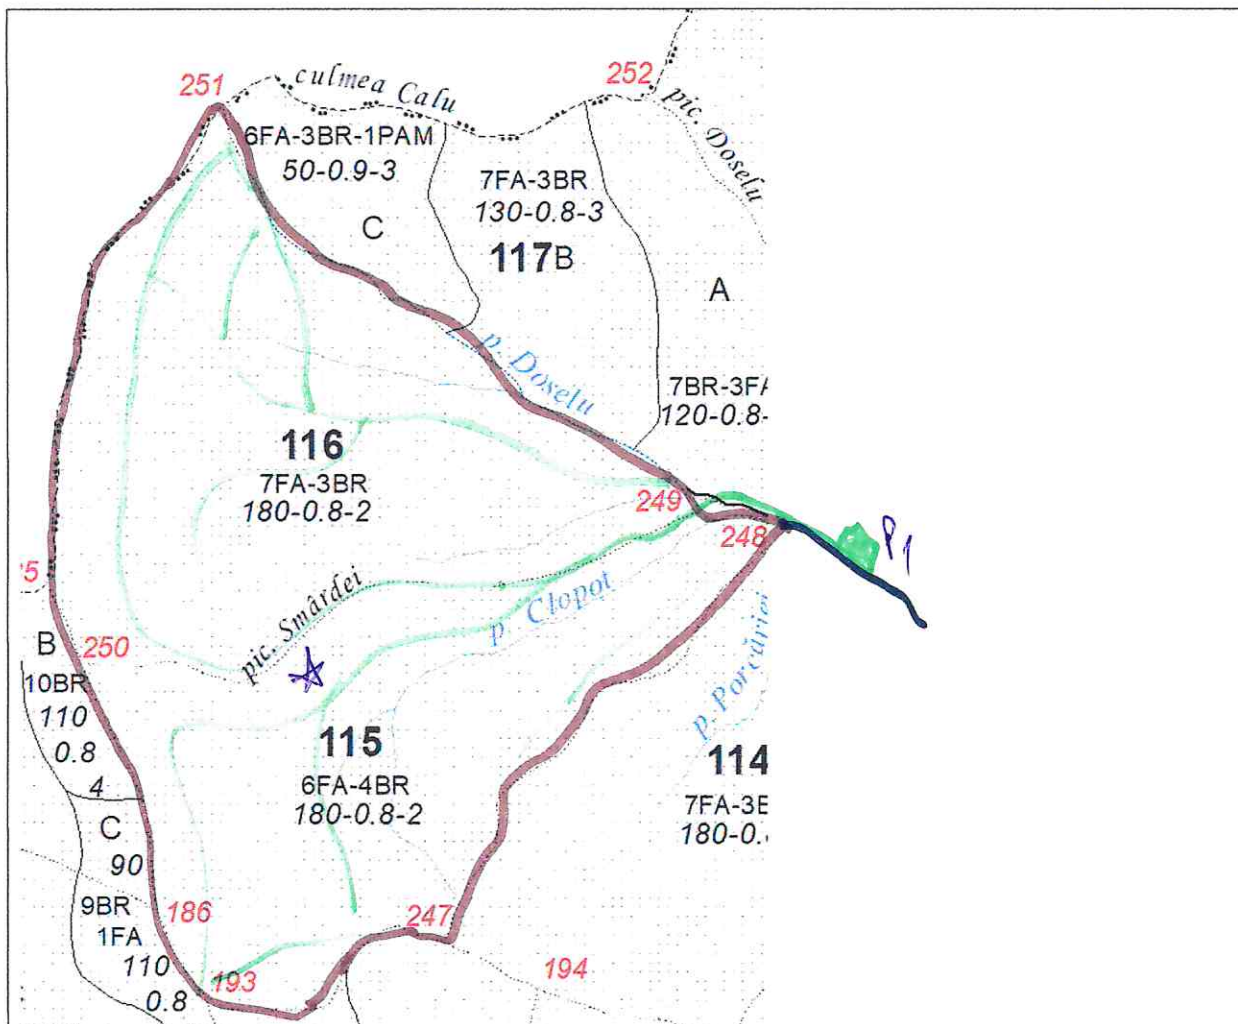 251
culmea Calu
252
pic. Doselu
6FA-3BR-1PAM
50-0.9-3
C
7FA-3BR
130-0.8-3
117B
A
p. Doselu
7BR-3FA
120-0.8-
116
7FA-3BR
180-0.8-2
249
248
P1
pic. Smârdei
p. Clopot
p. Porcăriei
250
B
10BR
110
0.8
4
115
6FA-4BR
180-0.8-2
114
7FA-3B
180-0.
C
90
9BR
1FA
110
0.8
186
193
247
194